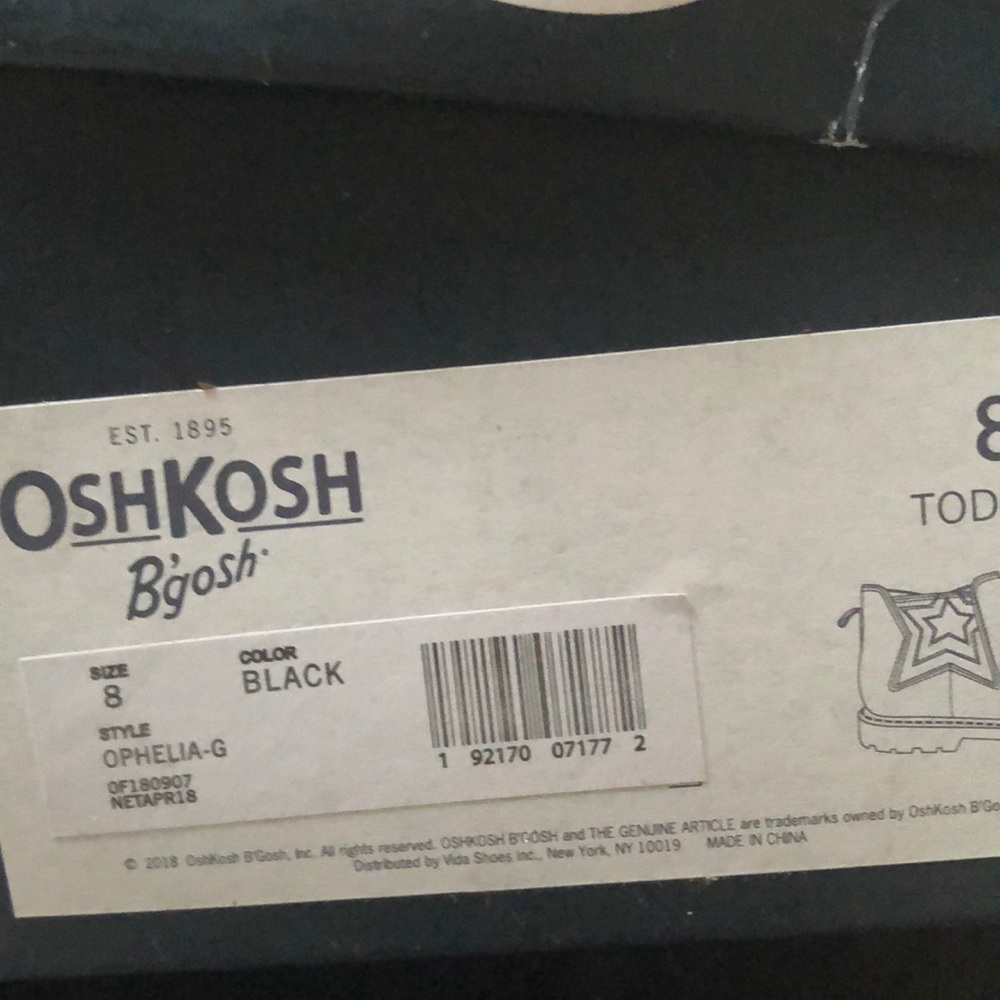 EST. 1895
OSHKOSH
B'gosh
8
TOD
SIZE
8
COLOR
BLACK
STYLE
OPHELIA-G
OF180907
NETAPR18
1 92170 07177 2
© 2018 OshKosh B'Gosh, Inc. All rights reserved. OSHKOSH B'GOSH and THE GENUINE ARTICLE are trademarks owned by OshKosh B'Go
Distributed by Vida Shoes Inc., New York, NY 10019 MADE IN CHINA